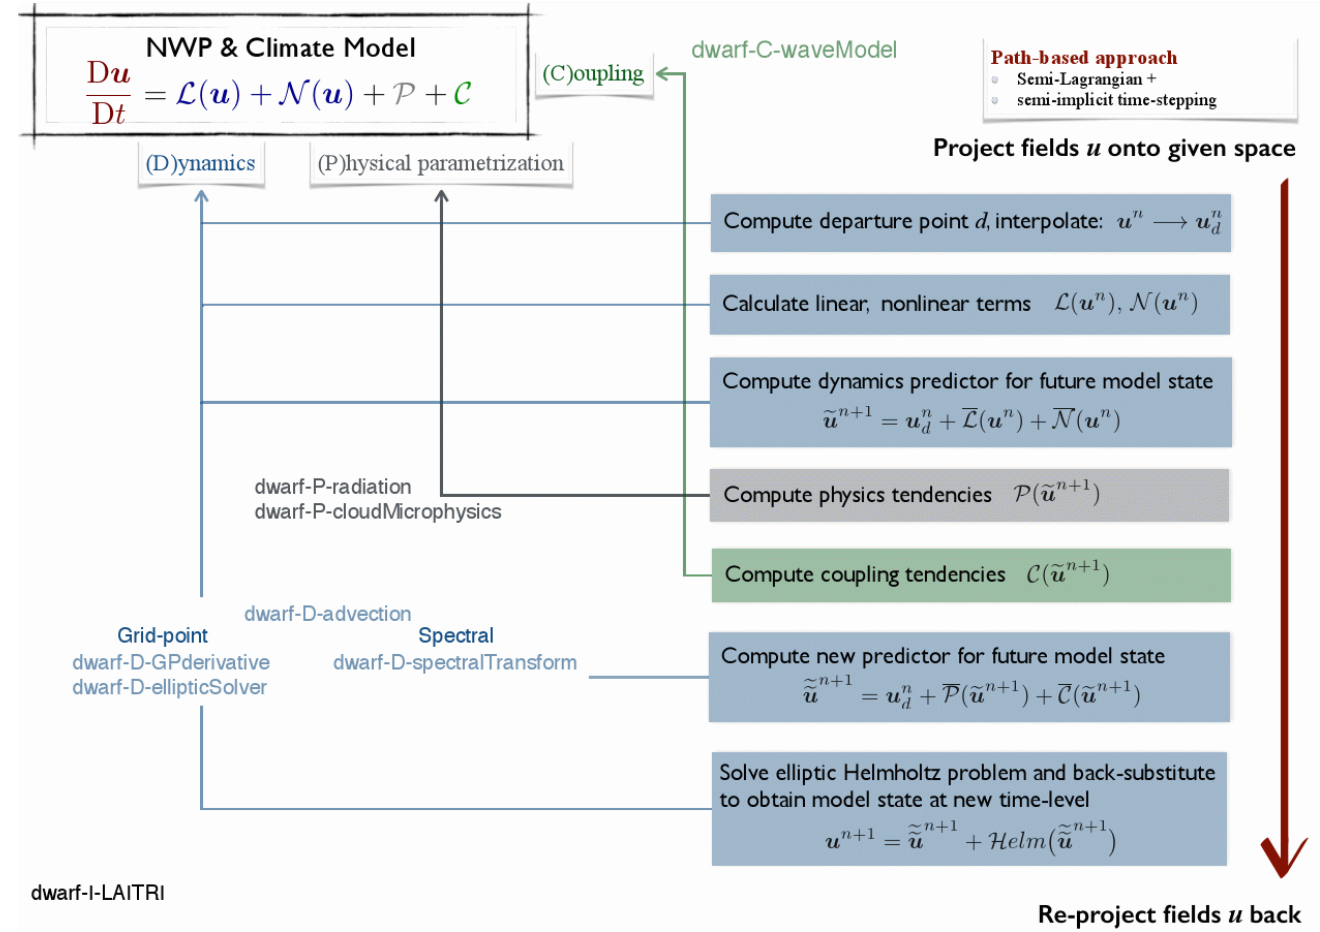 NWP & Climate Model
D𝒖/Dt = ℒ(𝒖) + 𝒩(𝒖) + 𝒫 + 𝒞
(C)oupling
dwarf-C-waveModel
Path-based approach
Semi-Lagrangian +
semi-implicit time-stepping
(D)ynamics
(P)hysical parametrization
Project fields u onto given space
Compute departure point d, interpolate: uⁿ ⟶ u_d^n
Calculate linear, nonlinear terms ℒ(uⁿ), 𝒩(uⁿ)
Compute dynamics predictor for future model state
ũ^{n+1} = u_d^n + ℒ̅(uⁿ) + 𝒩̅(uⁿ)
dwarf-P-radiation
dwarf-P-cloudMicrophysics
Compute physics tendencies 𝒫(ũ^{n+1})
Compute coupling tendencies 𝒞(ũ^{n+1})
dwarf-D-advection
Grid-point
dwarf-D-GPderivative
dwarf-D-ellipticSolver
Spectral
dwarf-D-spectralTransform
Compute new predictor for future model state
ũ̃^{n+1} = u_d^n + 𝒫̅(ũ^{n+1}) + 𝒞̅(ũ^{n+1})
Solve elliptic Helmholtz problem and back-substitute
to obtain model state at new time-level
u^{n+1} = ũ̃^{n+1} + ℋelm(ũ̃^{n+1})
dwarf-I-LAITRI
Re-project fields u back